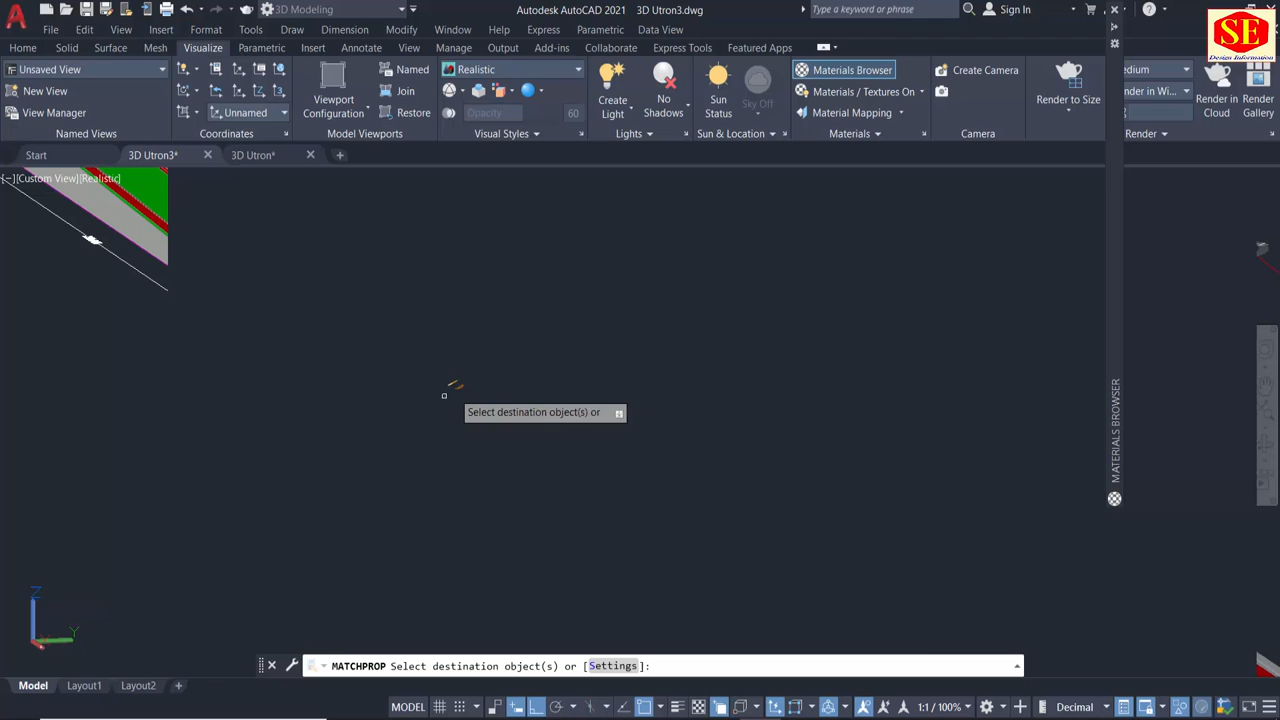 3D Modeling
Autodesk AutoCAD 2021 3D Utron3.dwg
Type a keyword or phrase
Sign In
File Edit View Insert Format Tools Draw Dimension Modify Window Help Express Parametric Data View
Home Solid Surface Mesh Visualize Parametric Insert Annotate View Manage Output Add-ins Collaborate Express Tools Featured Apps
SE
Design Information
Unsaved View
New View
View Manager
Named Views
Unnamed
Coordinates
Viewport
Configuration
Named
Join
Restore
Model Viewports
Realistic
Opacity 60
Visual Styles
Create
Light
No
Shadows
Lights
Sun
Status
Sky Off
Sun & Location
Materials Browser
Materials / Textures On
Material Mapping
Materials
Create Camera
Camera
Render to Size
edium
ender in Wi...
Render in
Cloud
Render
Gallery
Render
Start 3D Utron3* 3D Utron*
[−][Custom View][Realistic]
MATERIALS BROWSER
Select destination object(s) or
Z
Y
X
MATCHPROP Select destination object(s) or [Settings]:
Model Layout1 Layout2
MODEL 1:1 / 100% Decimal